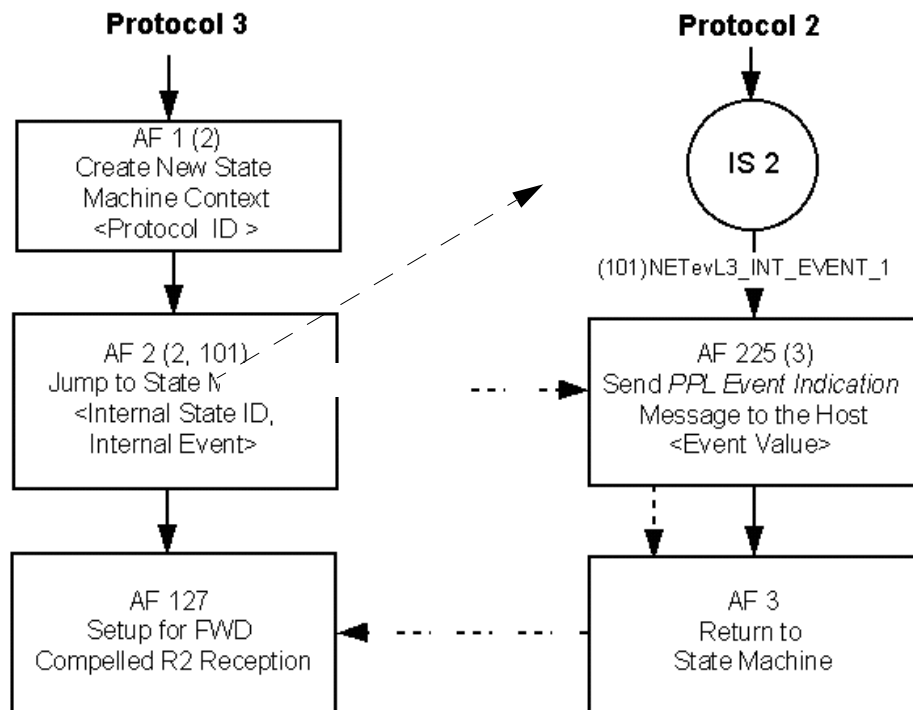 Protocol 3
AF 1 (2)
Create New State
Machine Context
<Protocol ID >
AF 2 (2, 101)
Jump to State
<Internal State ID,
Internal Event>
AF 127
Setup for FWD
Compelled R2 Reception
Protocol 2
IS 2
(101)NETevL3_INT_EVENT_1
AF 225 (3)
Send PPL Event Indication
Message to the Host
<Event Value>
AF 3
Return to
State Machine